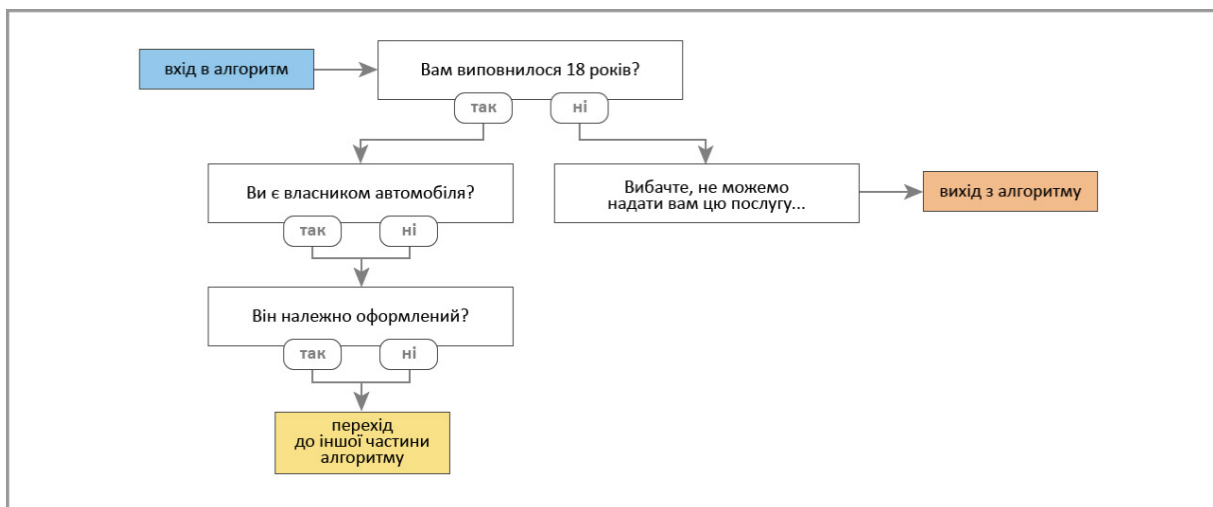 вхід в алгоритм
Вам виповнилося 18 років?
так
ні
Ви є власником автомобіля?
так
ні
Вибачте, не можемо
надати вам цю послугу...
вихід з алгоритму
Він належно оформлений?
так
ні
перехід
до іншої частини
алгоритму